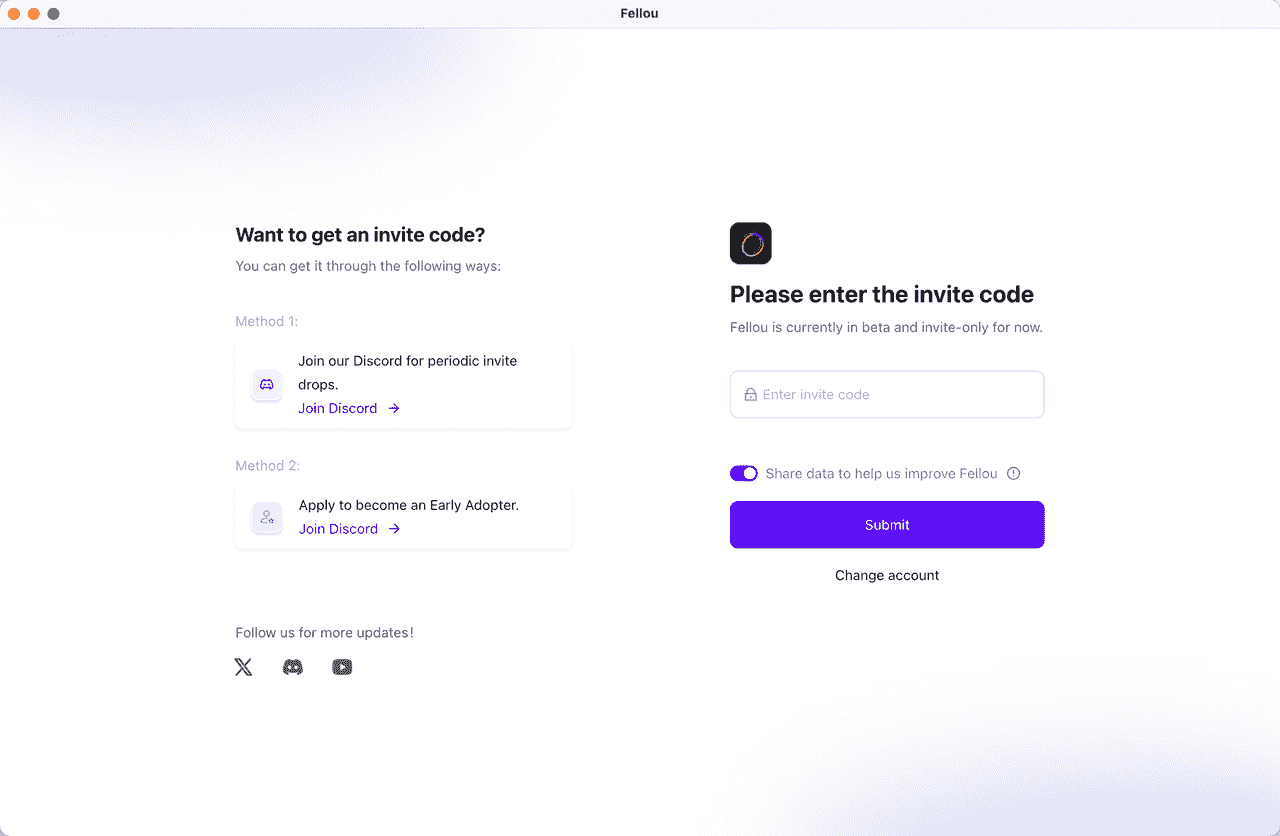 Fellou
Want to get an invite code?
You can get it through the following ways:
Method 1:
Join our Discord for periodic invite
drops.
Join Discord →
Method 2:
Apply to become an Early Adopter.
Join Discord →
Follow us for more updates!
Please enter the invite code
Fellou is currently in beta and invite-only for now.
Enter invite code
Share data to help us improve Fellou
Submit
Change account